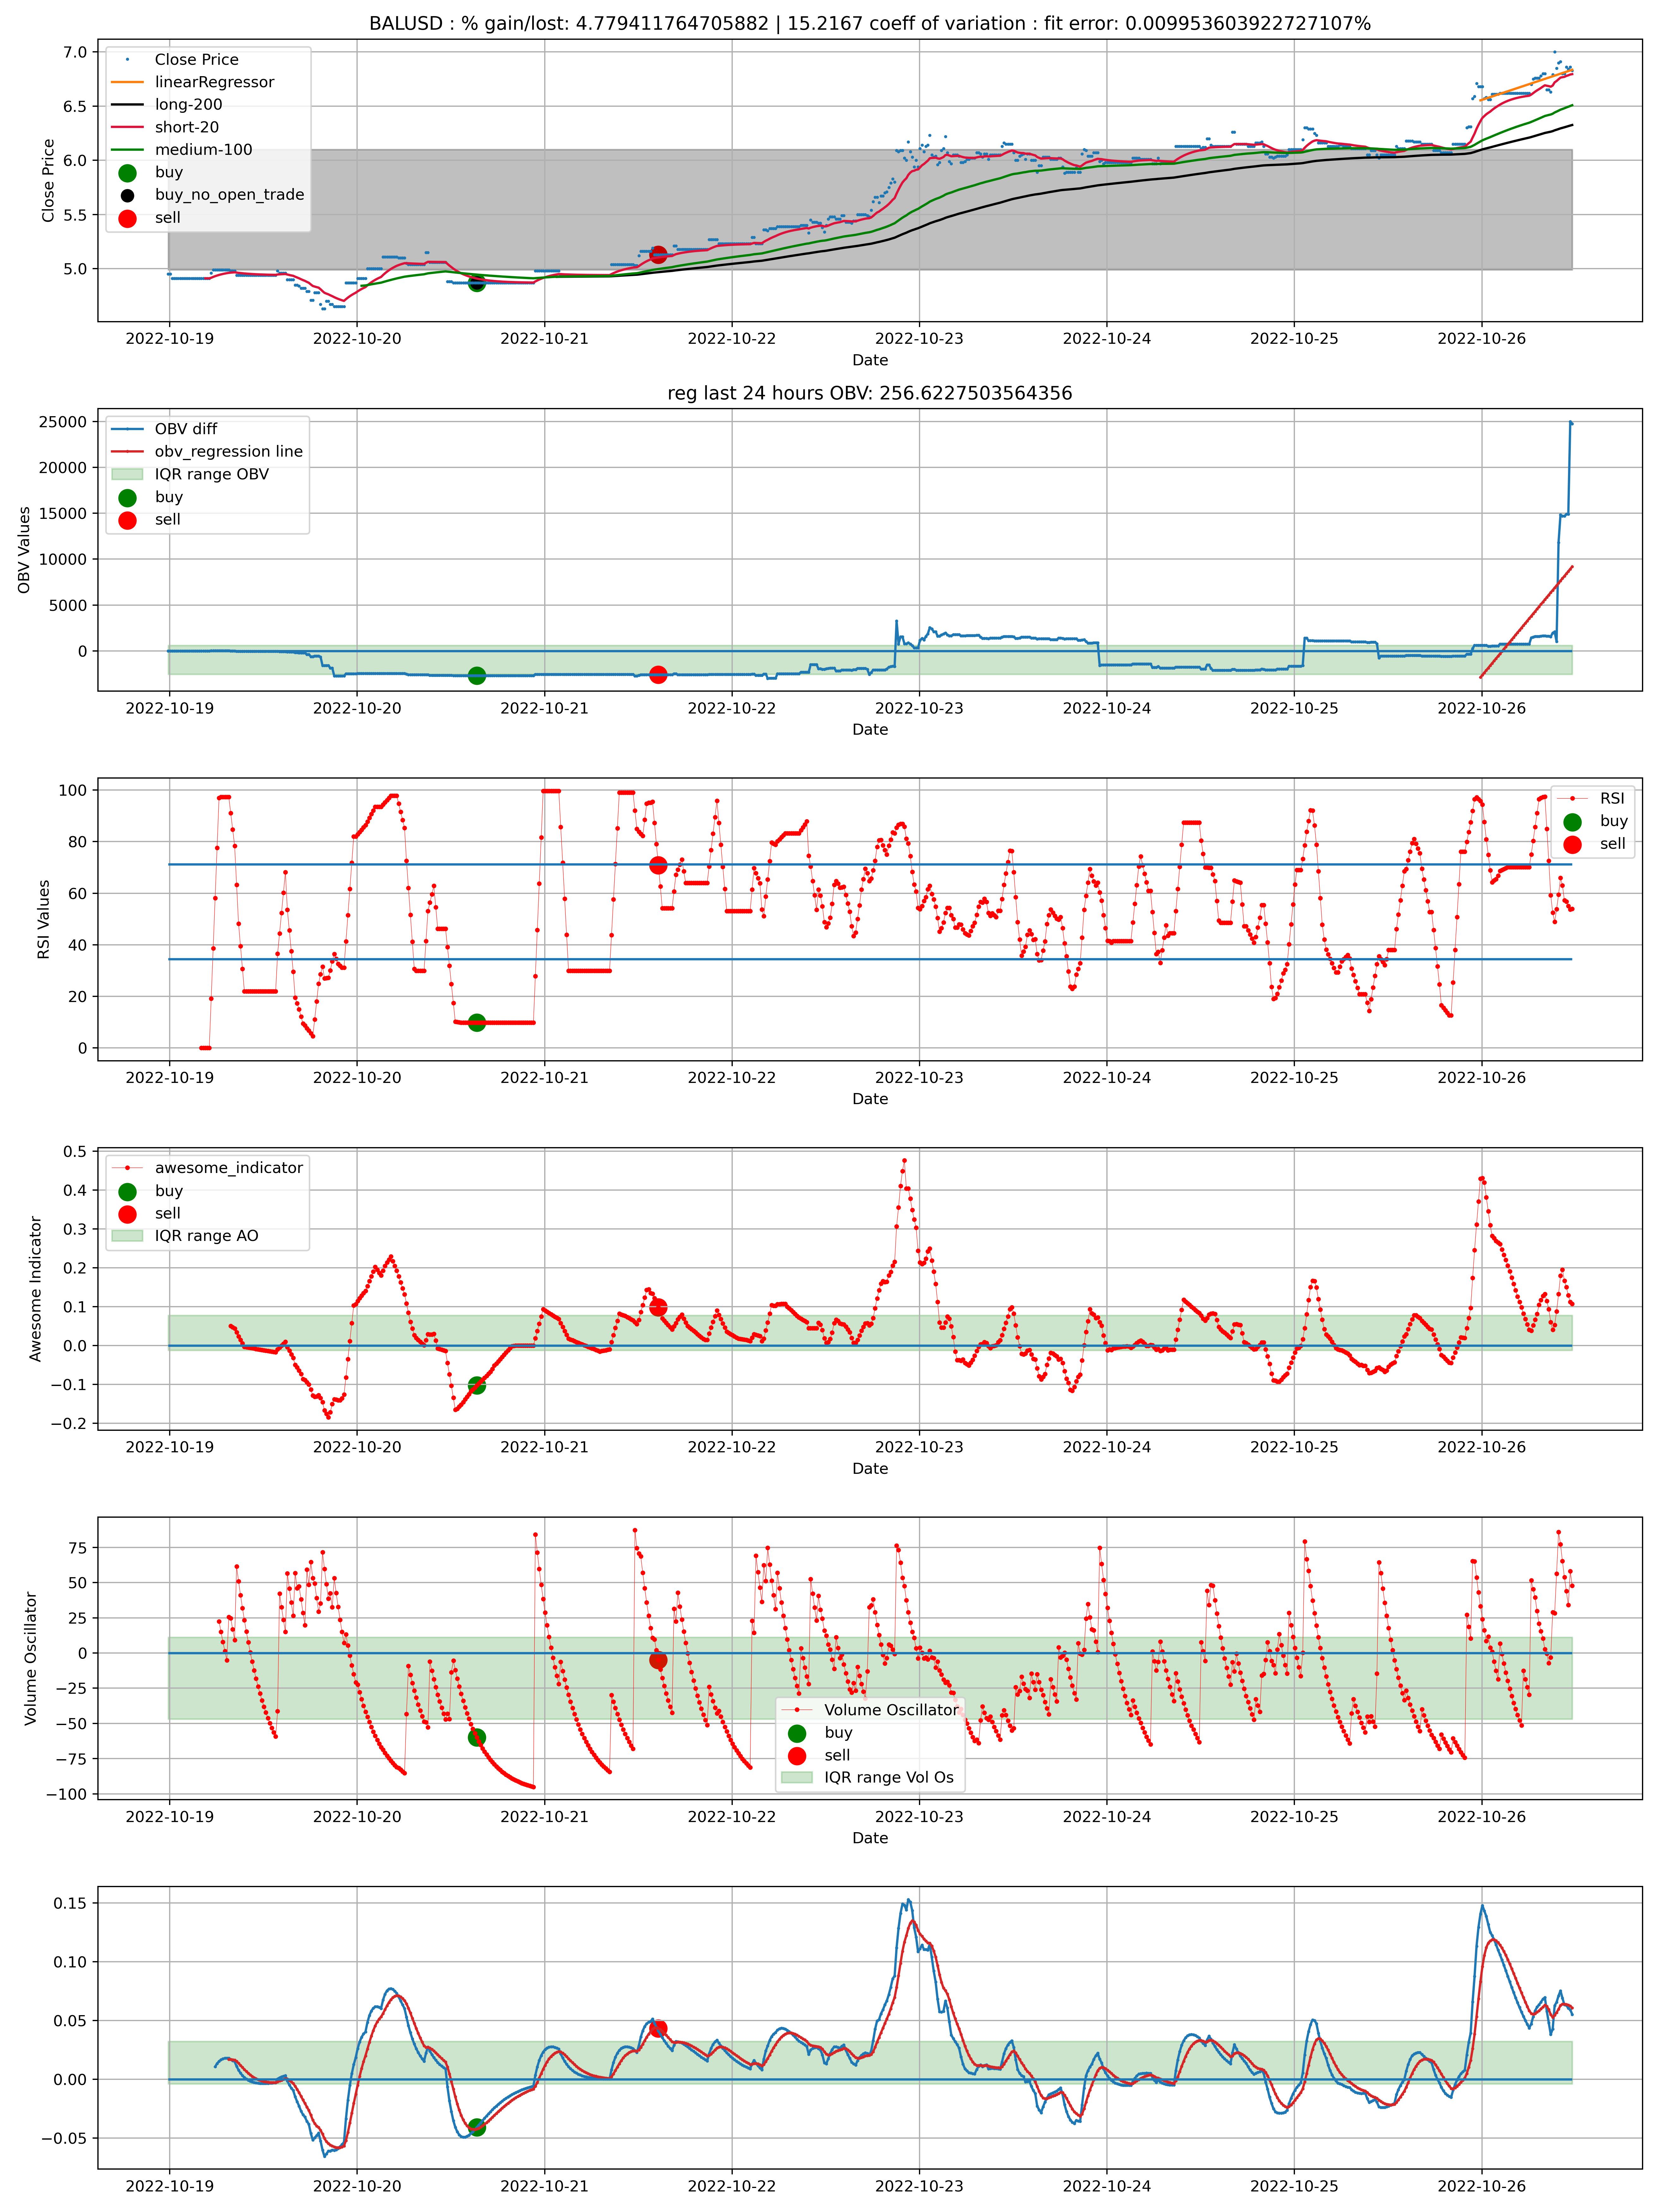 BALUSD : % gain/lost: 4.779411764705882 | 15.2167 coeff of variation : fit error: 0.009953603922727107%
Close Price
linearRegressor
long-200
short-20
medium-100
buy
buy_no_open_trade
sell
7.0
6.5
6.0
5.5
5.0
Close Price
2022-10-19 2022-10-20 2022-10-21 2022-10-22 2022-10-23 2022-10-24 2022-10-25 2022-10-26
Date
reg last 24 hours OBV: 256.6227503564356
OBV diff
obv_regression line
IQR range OBV
buy
sell
25000
20000
15000
10000
5000
0
OBV Values
2022-10-19 2022-10-20 2022-10-21 2022-10-22 2022-10-23 2022-10-24 2022-10-25 2022-10-26
Date
RSI
buy
sell
100
80
60
40
20
0
RSI Values
2022-10-19 2022-10-20 2022-10-21 2022-10-22 2022-10-23 2022-10-24 2022-10-25 2022-10-26
Date
awesome_indicator
buy
sell
IQR range AO
0.5
0.4
0.3
0.2
0.1
0.0
−0.1
−0.2
Awesome Indicator
2022-10-19 2022-10-20 2022-10-21 2022-10-22 2022-10-23 2022-10-24 2022-10-25 2022-10-26
Date
75
50
25
0
−25
−50
−75
−100
Volume Oscillator
Volume Oscillator
buy
sell
IQR range Vol Os
2022-10-19 2022-10-20 2022-10-21 2022-10-22 2022-10-23 2022-10-24 2022-10-25 2022-10-26
Date
0.15
0.10
0.05
0.00
−0.05
2022-10-19 2022-10-20 2022-10-21 2022-10-22 2022-10-23 2022-10-24 2022-10-25 2022-10-26